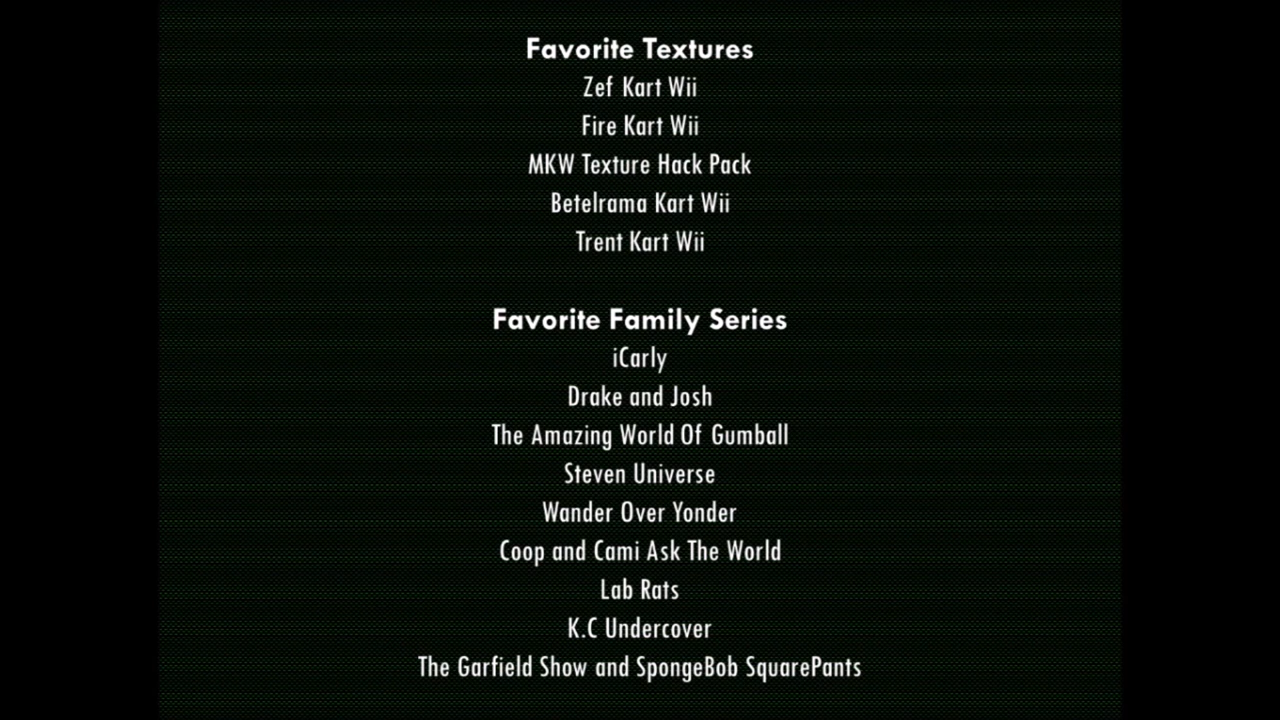 Favorite Textures
Zef Kart Wii
Fire Kart Wii
MKW Texture Hack Pack
Betelrama Kart Wii
Trent Kart Wii
Favorite Family Series
iCarly
Drake and Josh
The Amazing World Of Gumball
Steven Universe
Wander Over Yonder
Coop and Cami Ask The World
Lab Rats
K.C Undercover
The Garfield Show and SpongeBob SquarePants